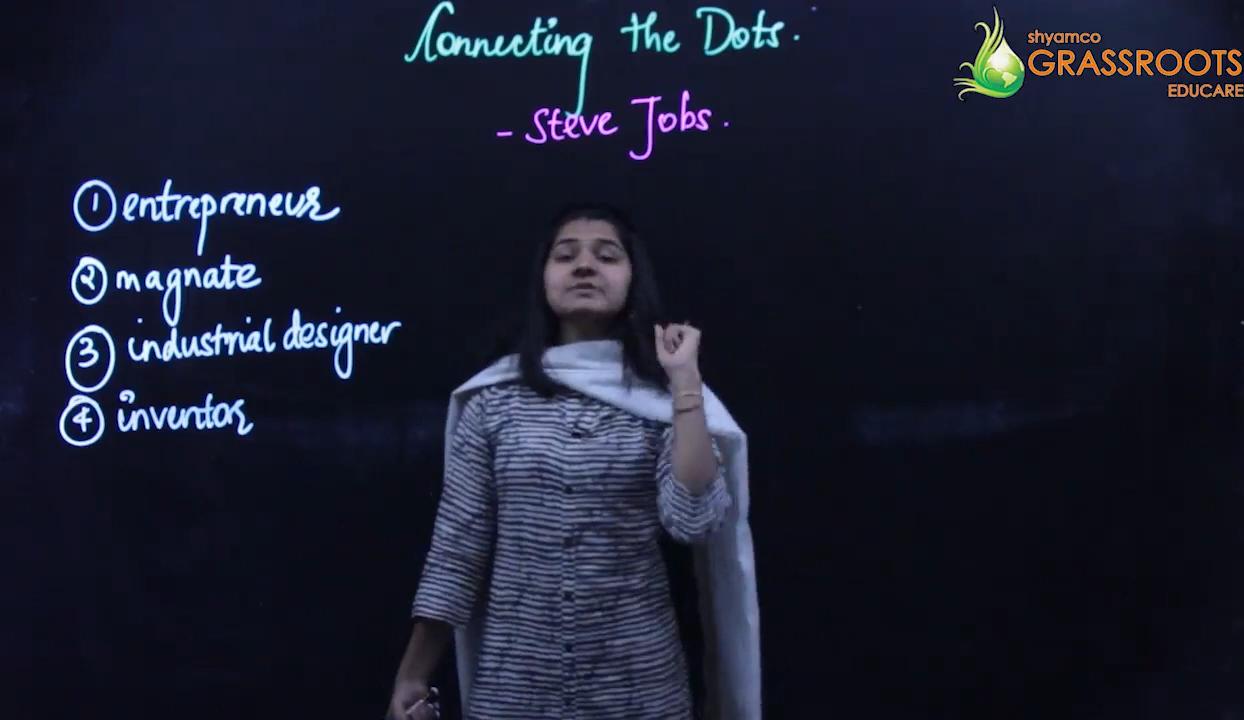 Connecting the Dots.
- Steve Jobs.
shyamco
GRASSROOTS
EDUCARE
① entrepreneur
② magnate
③ industrial designer
④ inventor